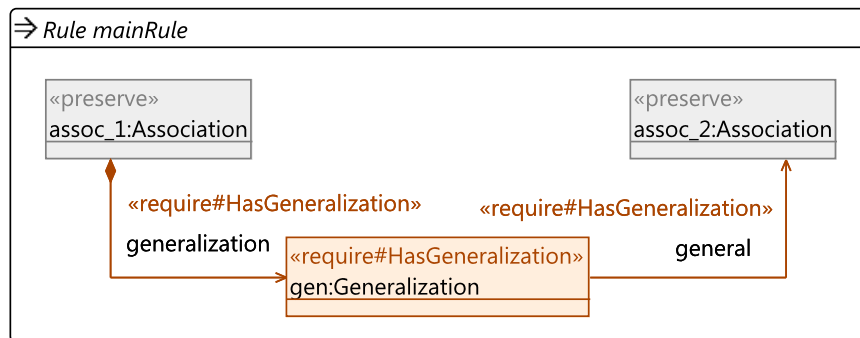 Rule mainRule
«preserve»
assoc_1:Association
«preserve»
assoc_2:Association
«require#HasGeneralization»
«require#HasGeneralization»
generalization
general
«require#HasGeneralization»
gen:Generalization